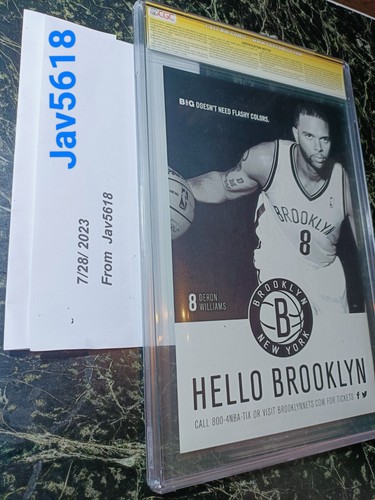 Jav5618
7/28/ 2023
From Jav5618
CGC
BIG DOESN'T NEED FLASHY COLORS.
BROOKLYN
8
8 DERON
WILLIAMS
BROOKLYN
B
NEW YORK
HELLO BROOKLYN
CALL 800-4NBA-TIX OR VISIT BROOKLYNNETS.COM FOR TICKETS